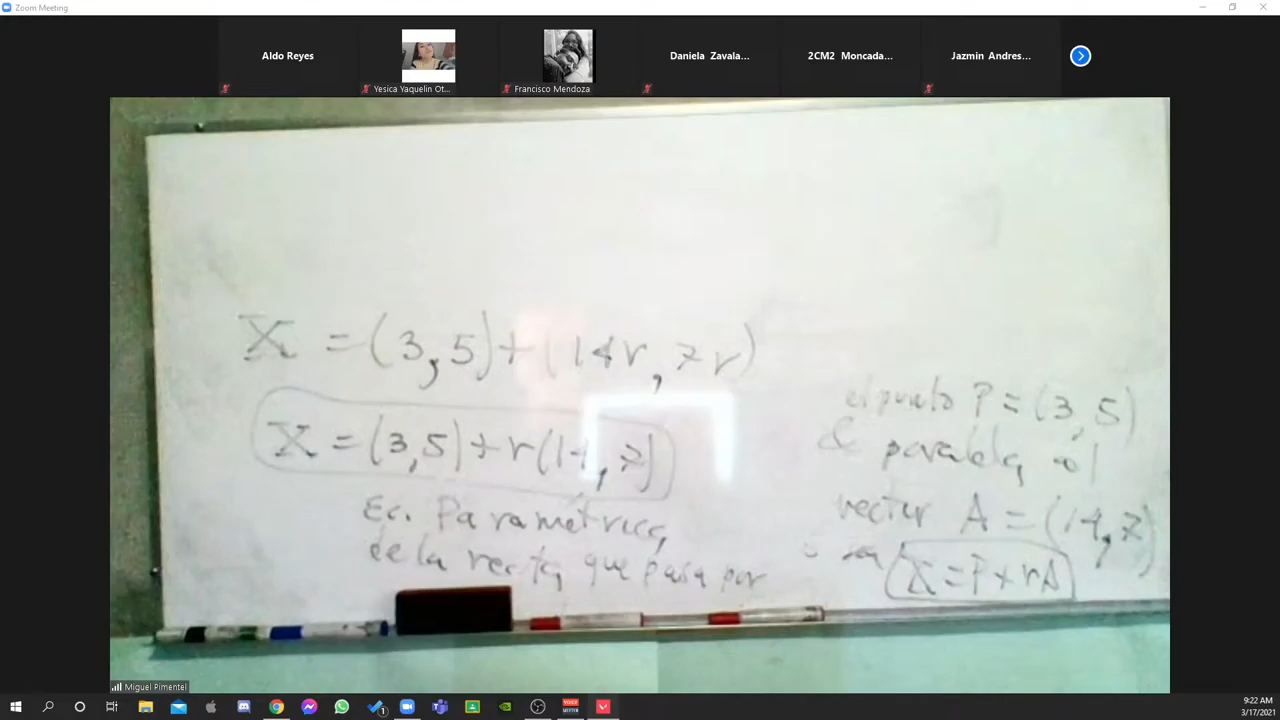 Zoom Meeting
Aldo Reyes
Yesica Yaquelin Ot...
Francisco Mendoza
Daniela Zavala...
2CM2 Moncada...
Jazmin Andres...
X = (3,5)+(14r, 7r)
X = (3,5)+r(14, 7)
Ec. Parametrica
de la recta que pasa por
el punto P = (3,5)
& paralela al
vector A = (14,7)
o sea X = P+rA
Miguel Pimentel
9:22 AM
3/17/2021